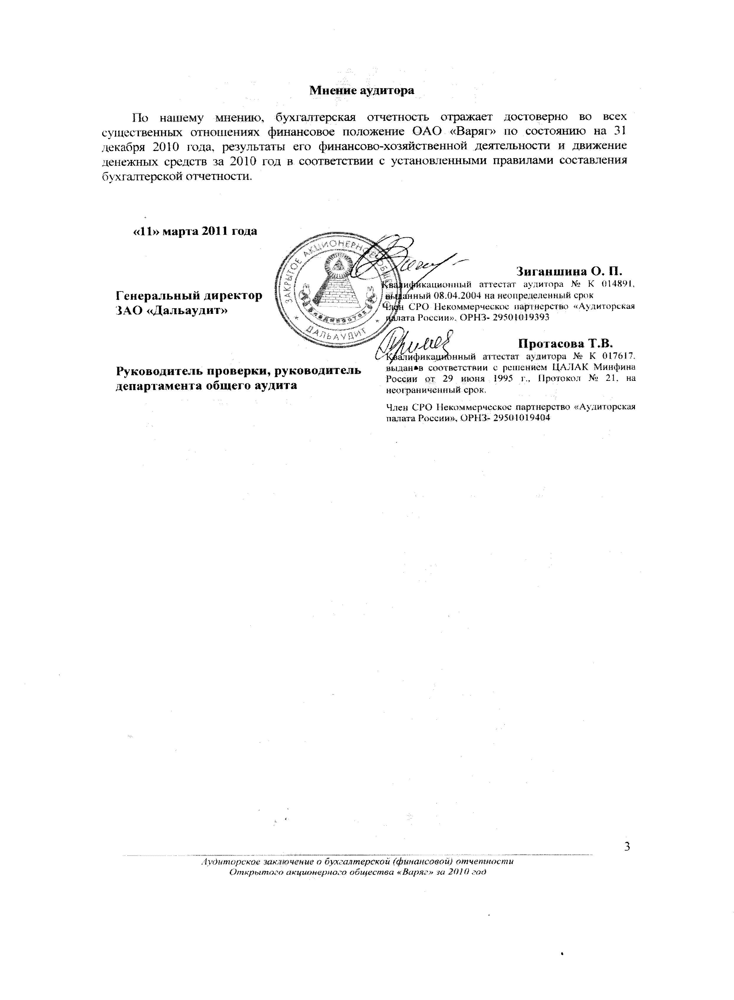 Мнение аудитора
По нашему мнению, бухгалтерская отчетность отражает достоверно во всех
существенных отношениях финансовое положение ОАО «Варяг» по состоянию на 31
декабря 2010 года, результаты его финансово-хозяйственной деятельности и движение
денежных средств за 2010 год в соответствии с установленными правилами составления
бухгалтерской отчетности.
«11» марта 2011 года
ЗАКРЫТОЕ АКЦИОНЕРНОЕ
ДАЛЬАУДИТ
Генеральный директор
ЗАО «Дальаудит»
Зиганшина О. П.
Квалификационный аттестат аудитора № К 014891,
выданный 08.04.2004 на неопределенный срок
Член СРО Некоммерческое партнерство «Аудиторская
палата России». ОРНЗ- 29501019393
Руководитель проверки, руководитель
департамента общего аудита
Протасова Т.В.
Квалификационный аттестат аудитора № К 017617,
выдан в соответствии с решением ЦАЛАК Минфина
России от 29 июня 1995 г., Протокол № 21, на
неограниченный срок.
Член СРО Некоммерческое партнерство «Аудиторская
палата России», ОРНЗ- 29501019404
3
Аудиторское заключение о бухгалтерской (финансовой) отчетности
Открытого акционерного общества «Варяг» за 2010 год